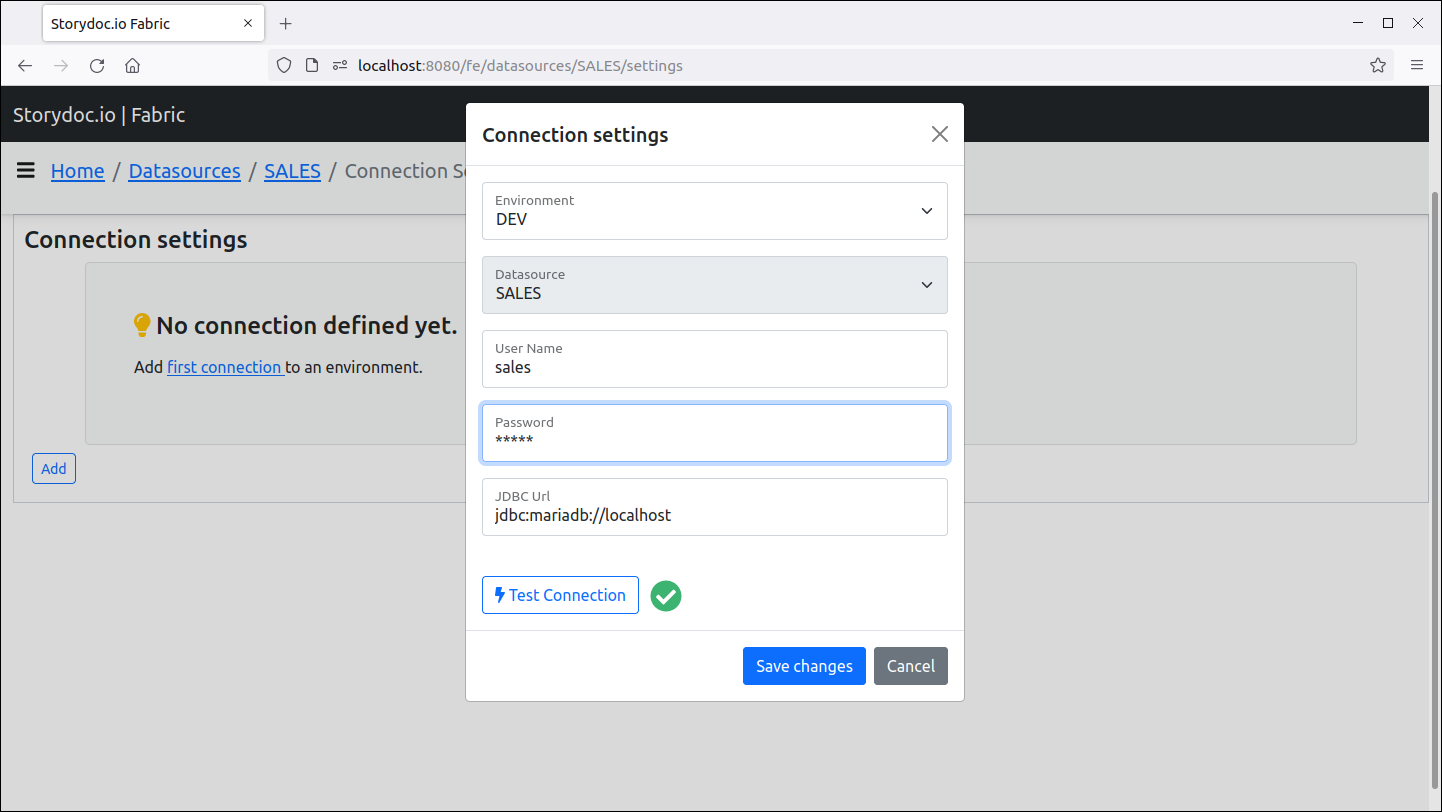 Storydoc.io Fabric
localhost:8080/fe/datasources/SALES/settings
Storydoc.io | Fabric
Home / Datasources / SALES / Connection Se
Connection settings
No connection defined yet.
Add first connection to an environment.
Add
Connection settings
Environment
DEV
Datasource
SALES
User Name
sales
Password
*****
JDBC Url
jdbc:mariadb://localhost
Test Connection
Save changes
Cancel